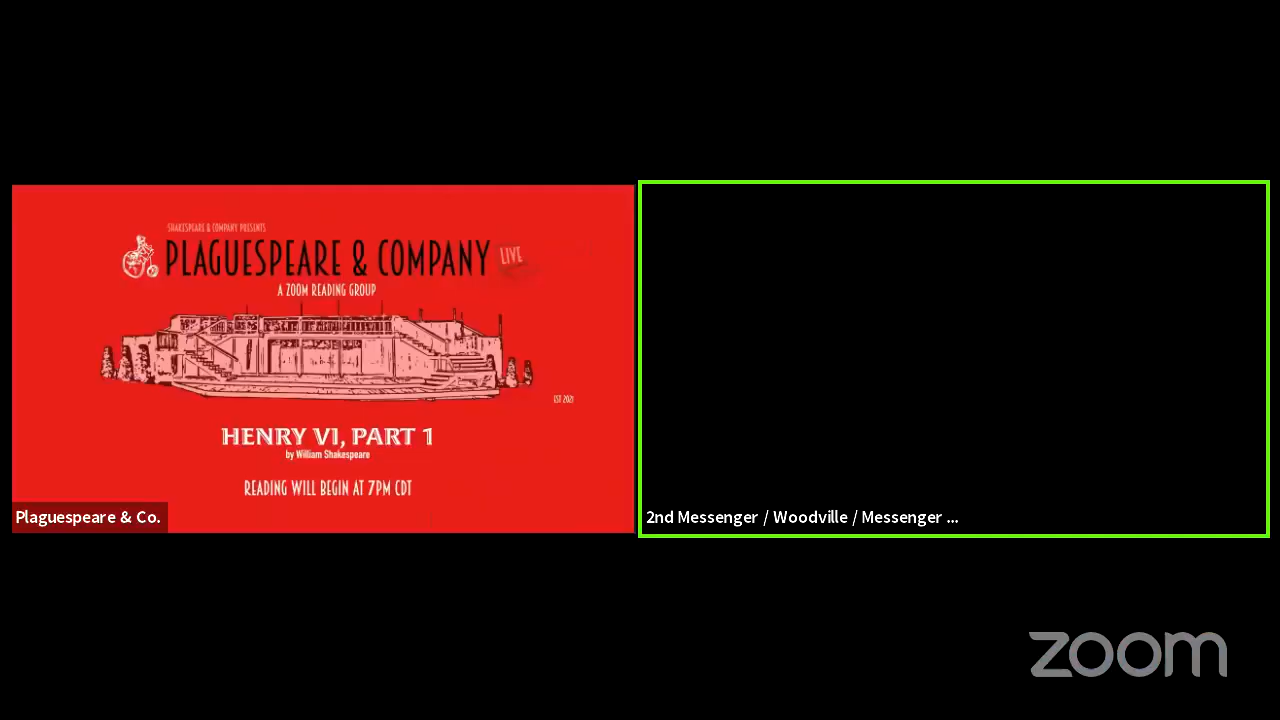 SHAKESPEARE & COMPANY PRESENTS
PLAGUESPEARE & COMPANY LIVE
A ZOOM READING GROUP
EST 2021
HENRY VI, PART 1
by William Shakespeare
READING WILL BEGIN AT 7PM CDT
Plaguespeare & Co.
2nd Messenger / Woodville / Messenger ...
zoom